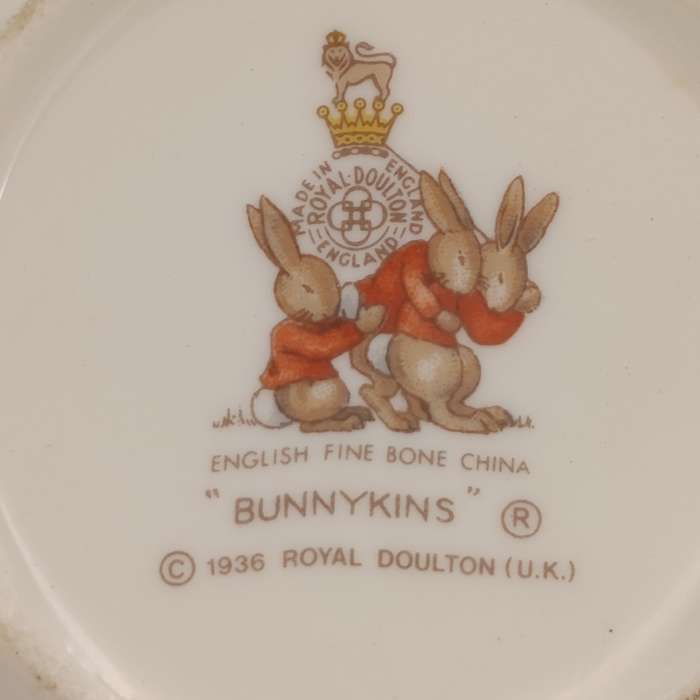 MADE IN ENGLAND
ROYAL·DOULTON
ENGLAND
ENGLISH FINE BONE CHINA
"BUNNYKINS" ®
© 1936 ROYAL DOULTON (U.K.)